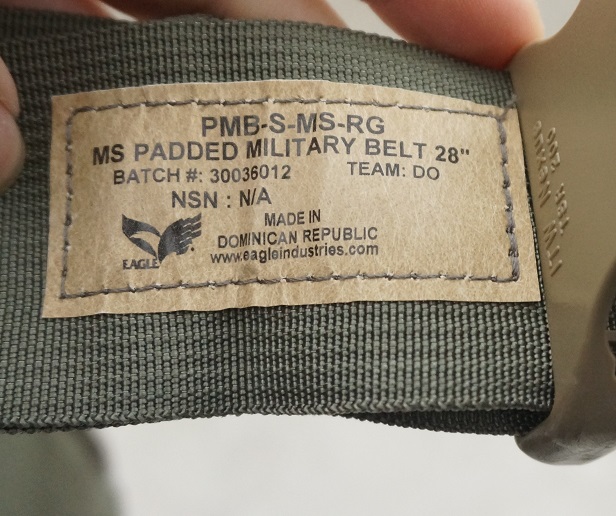 PMB-S-MS-RG
MS PADDED MILITARY BELT 28"
BATCH #: 30036012 TEAM: DO
NSN : N/A
MADE IN
DOMINICAN REPUBLIC
www.eagleindustries.com
EAGLE